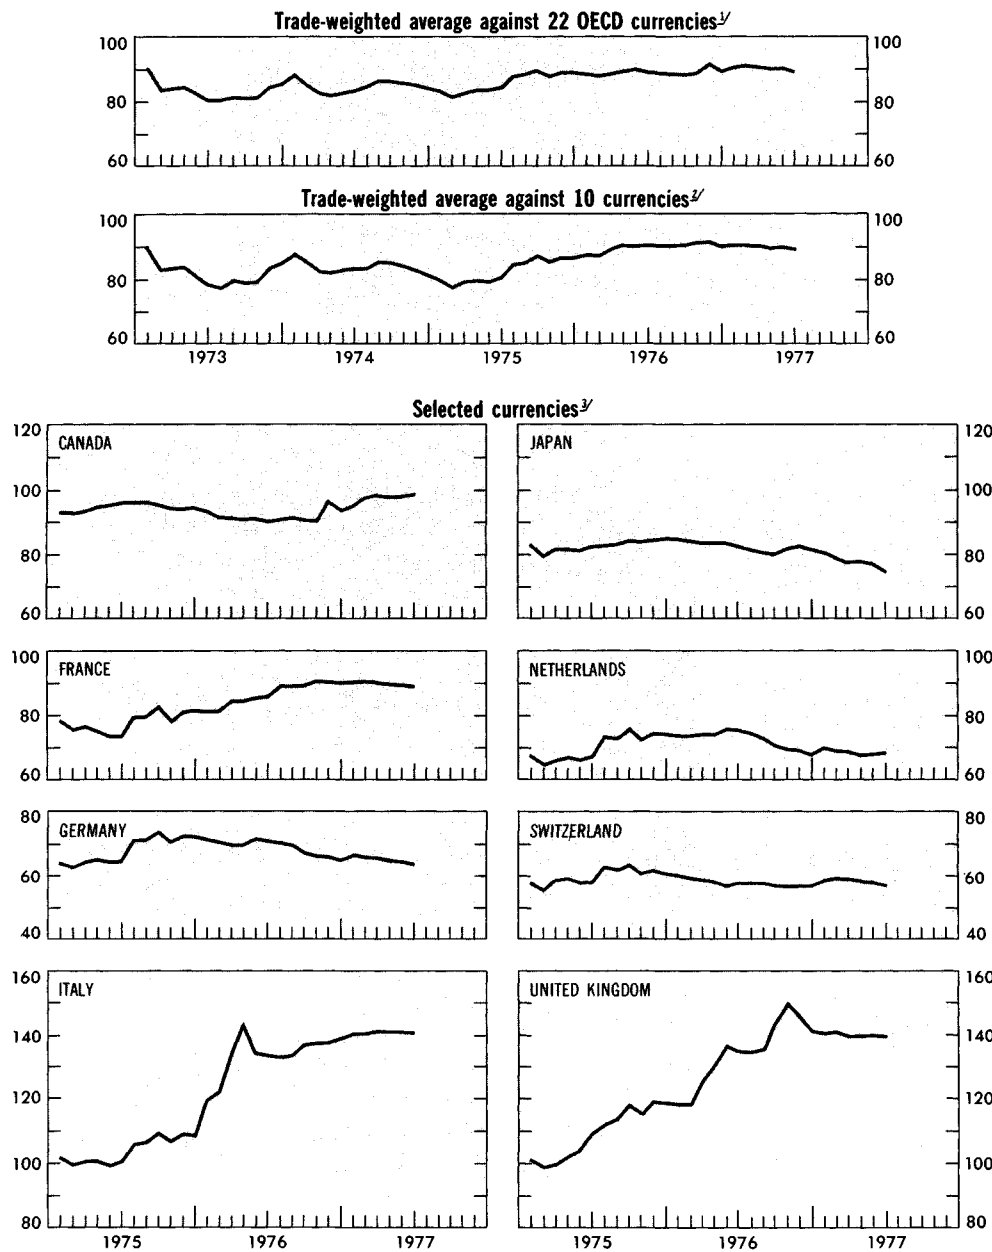 Trade-weighted average against 22 OECD currencies1/
100 100
80 80
60 60
Trade-weighted average against 10 currencies2/
100 100
80 80
60 60
1973 1974 1975 1976 1977
Selected currencies3/
120 CANADA JAPAN 120
100 100
80 80
60 60
100 FRANCE NETHERLANDS 100
80 80
60 60
80 GERMANY SWITZERLAND 80
60 60
40 40
160 ITALY UNITED KINGDOM 160
140 140
120 120
100 100
80 80
1975 1976 1977 1975 1976 1977